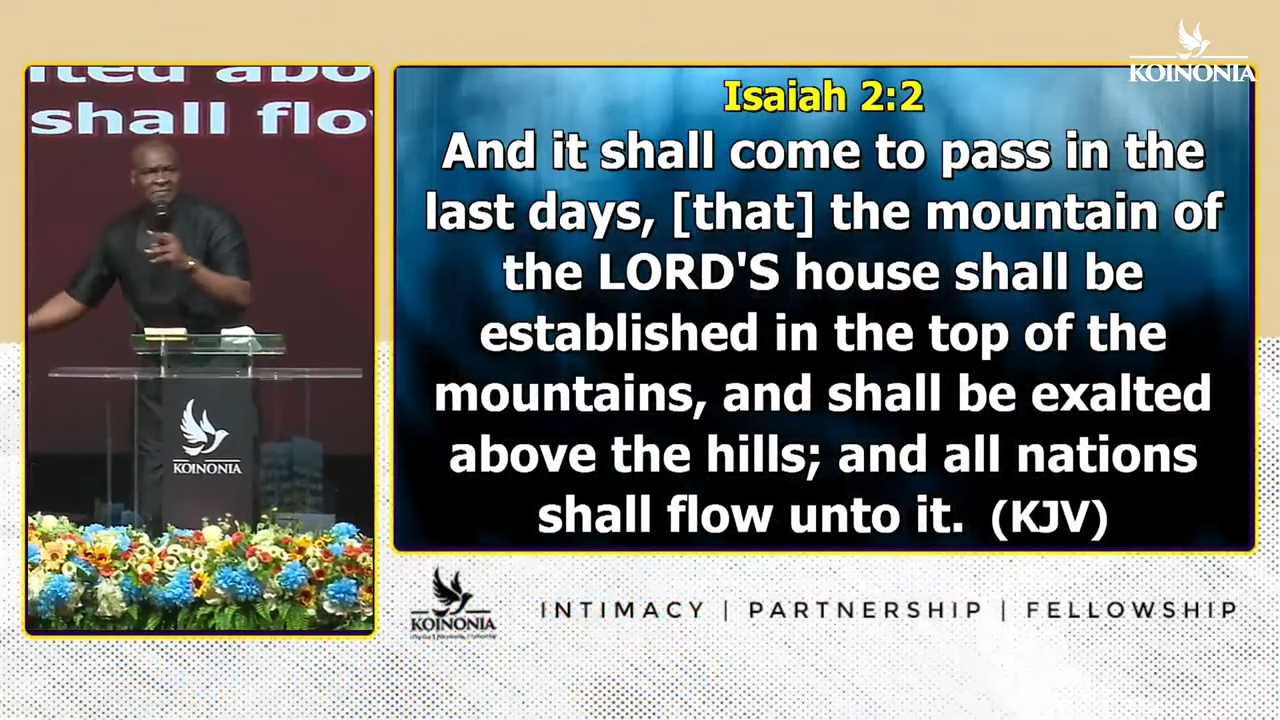 KOINONIA
ited abo
shall flo
Isaiah 2:2
And it shall come to pass in the
last days, [that] the mountain of
the LORD'S house shall be
established in the top of the
mountains, and shall be exalted
above the hills; and all nations
shall flow unto it. (KJV)
KOINONIA
KOINONIA
INTIMACY | PARTNERSHIP | FELLOWSHIP